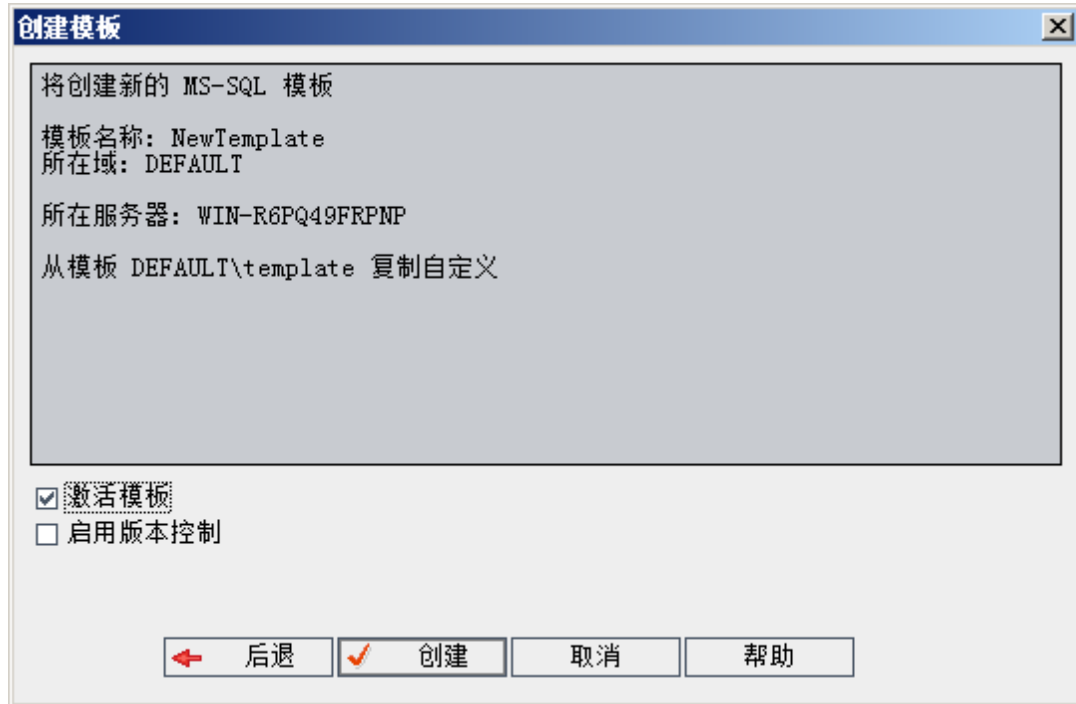 创建模板
将创建新的 MS-SQL 模板
模板名称: NewTemplate
所在域: DEFAULT
所在服务器: WIN-R6PQ49FRPNP
从模板 DEFAULT\template 复制自定义
激活模板
启用版本控制
后退 创建 取消 帮助